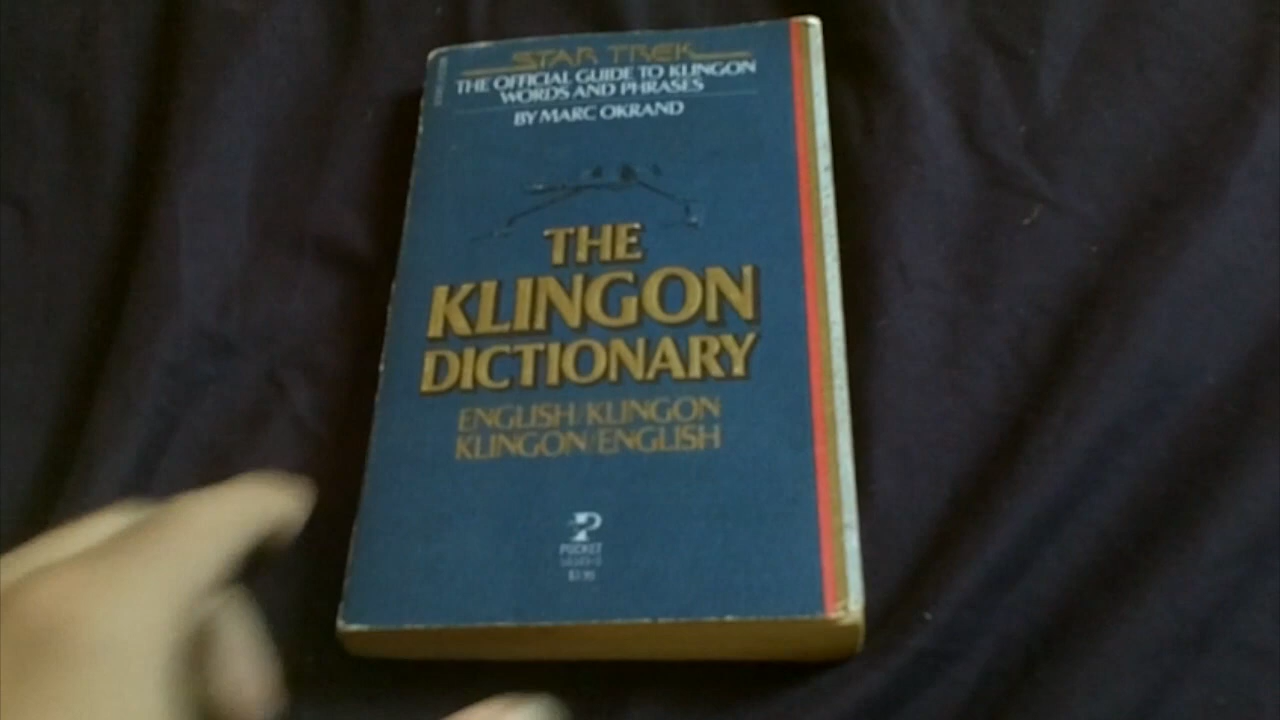 STAR TREK
THE OFFICIAL GUIDE TO KLINGON
WORDS AND PHRASES
BY MARC OKRAND
THE
KLINGON
DICTIONARY
ENGLISH/KLINGON
KLINGON/ENGLISH
POCKET